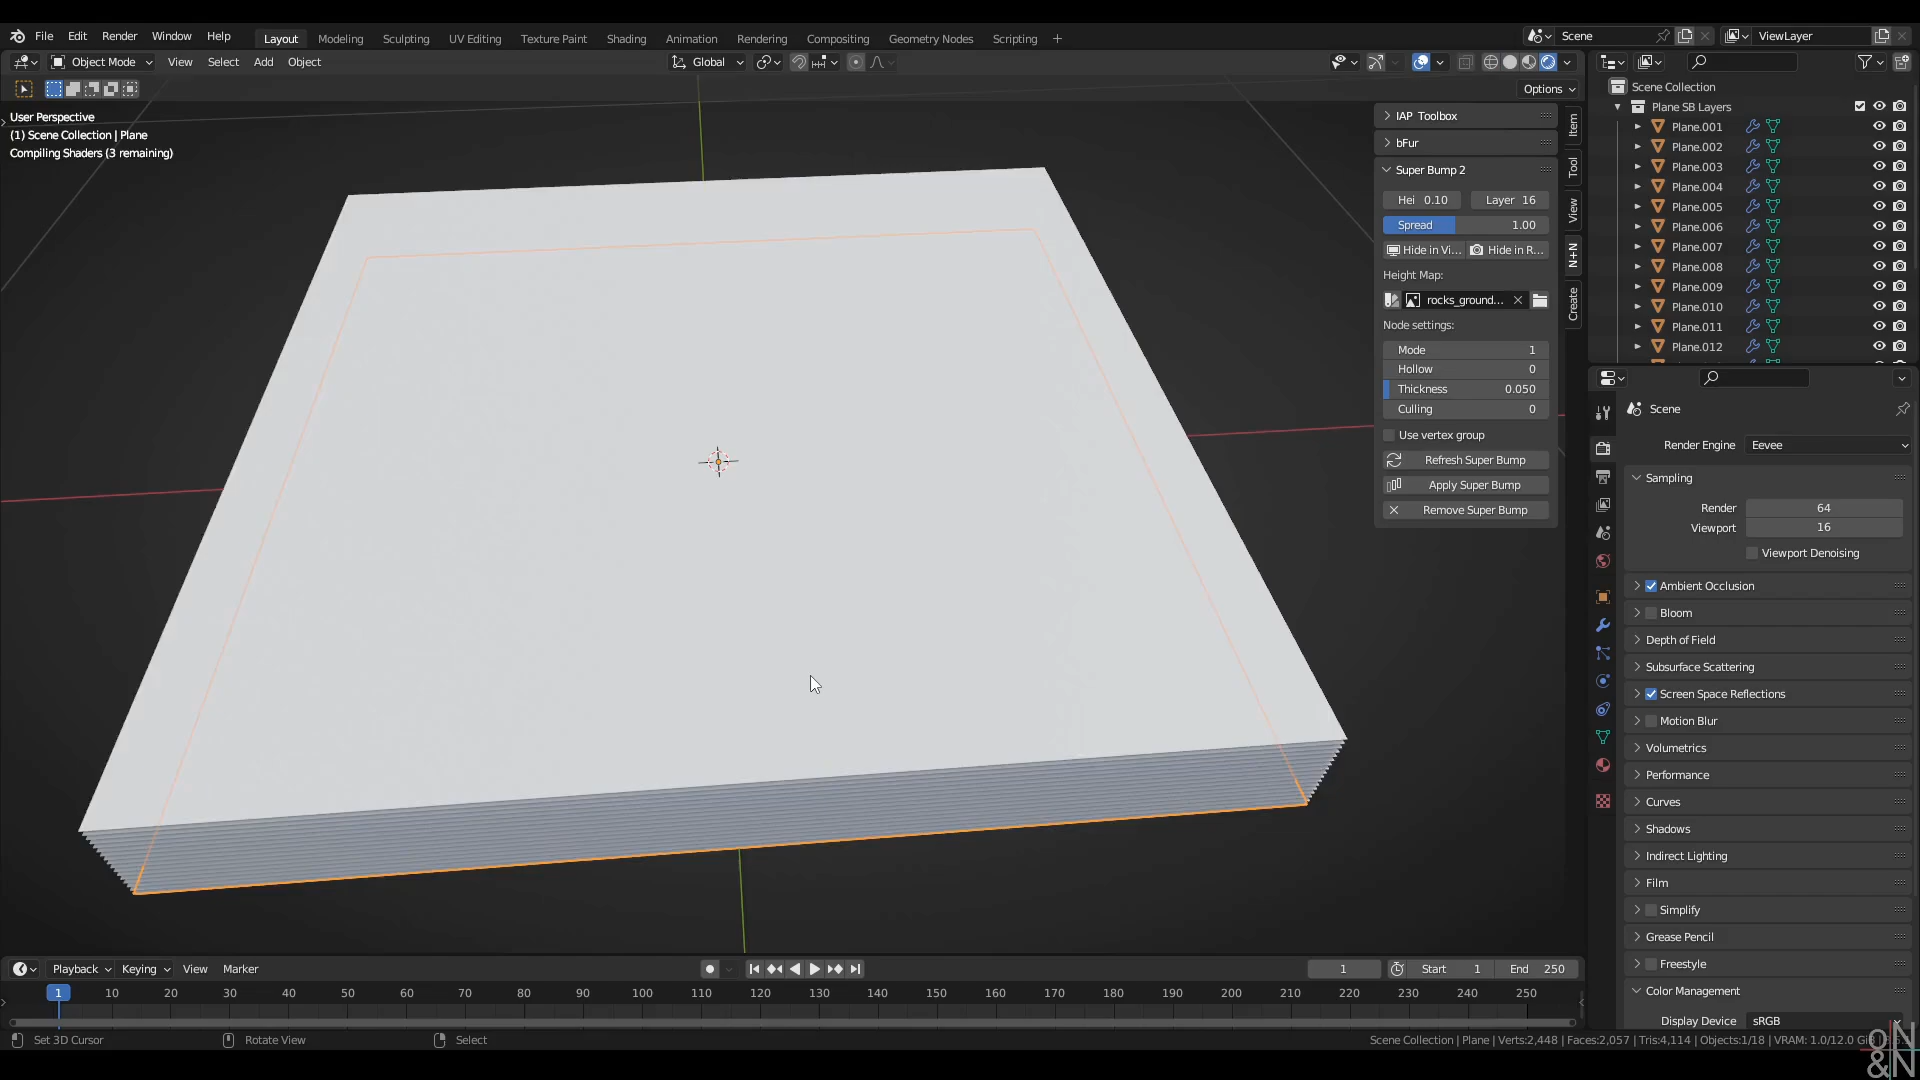 File Edit Render Window Help Layout Modeling Sculpting UV Editing Texture Paint Shading Animation Rendering Compositing Geometry Nodes Scripting + Scene ViewLayer
Object Mode View Select Add Object Global
Options
User Perspective
(1) Scene Collection | Plane
Compiling Shaders (3 remaining)
IAP Toolbox
bFur
Super Bump 2
Hei 0.10 Layer 16
Spread 1.00
Hide in Vi... Hide in R...
Height Map:
rocks_ground...
Node settings:
Mode 1
Hollow 0
Thickness 0.050
Culling 0
Use vertex group
Refresh Super Bump
Apply Super Bump
Remove Super Bump
Item
Tool
View
N+N
Create
Scene Collection
Plane SB Layers
Plane.001
Plane.002
Plane.003
Plane.004
Plane.005
Plane.006
Plane.007
Plane.008
Plane.009
Plane.010
Plane.011
Plane.012
Scene
Render Engine Eevee
Sampling
Render 64
Viewport 16
Viewport Denoising
Ambient Occlusion
Bloom
Depth of Field
Subsurface Scattering
Screen Space Reflections
Motion Blur
Volumetrics
Performance
Curves
Shadows
Indirect Lighting
Film
Simplify
Grease Pencil
Freestyle
Color Management
Display Device sRGB
Playback Keying View Marker 1 Start 1 End 250
1 10 20 30 40 50 60 70 80 90 100 110 120 130 140 150 160 170 180 190 200 210 220 230 240 250
Set 3D Cursor Rotate View Select Scene Collection | Plane | Verts:2,448 | Faces:2,057 | Tris:4,114 | Objects:1/18 | VRAM: 1.0/12.0 Gi